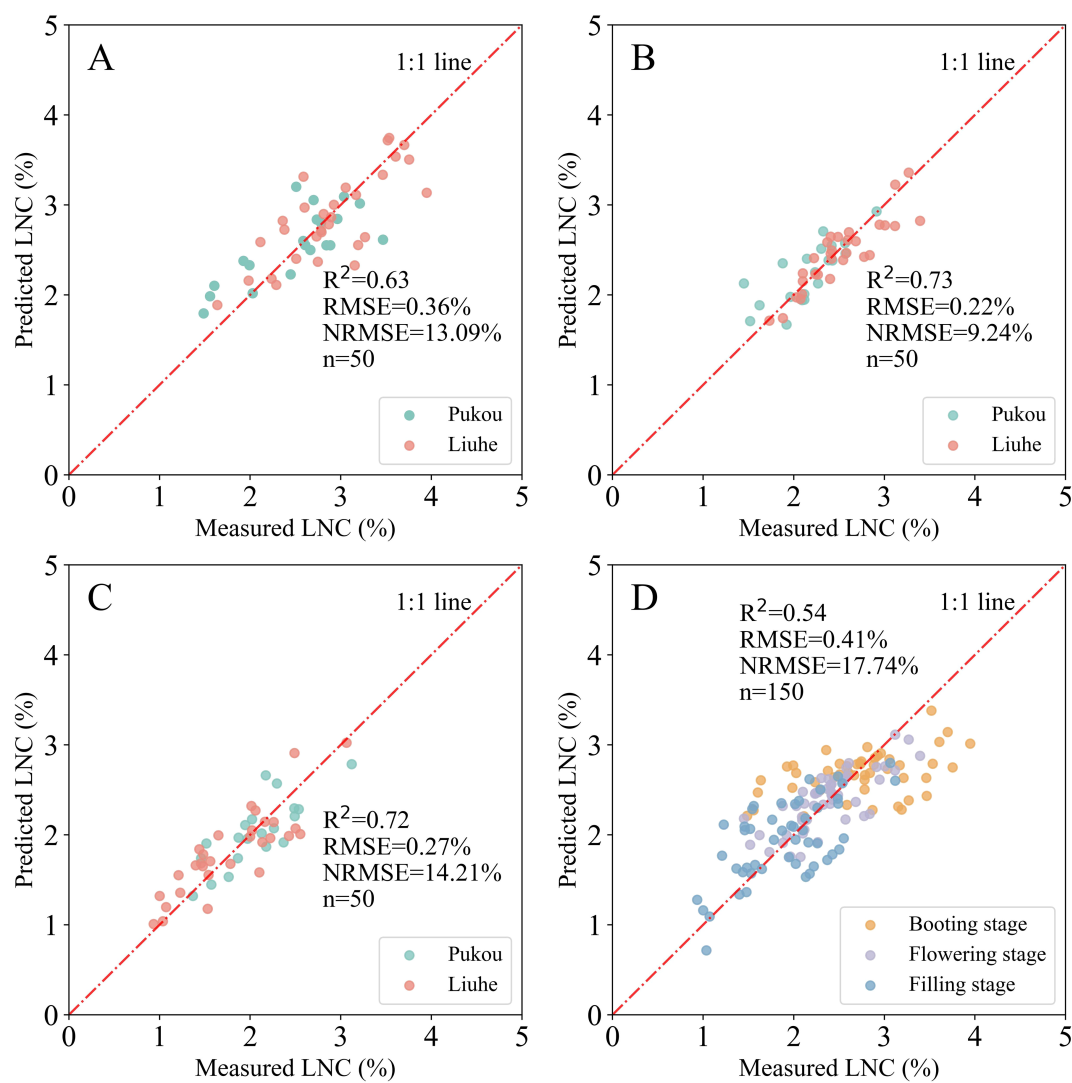 A
1:1 line
5
4
3
2
1
0
Predicted LNC (%)
R²=0.63
RMSE=0.36%
NRMSE=13.09%
n=50
Pukou
Liuhe
0 1 2 3 4 5
Measured LNC (%)
B
1:1 line
5
4
3
2
1
0
Predicted LNC (%)
R²=0.73
RMSE=0.22%
NRMSE=9.24%
n=50
Pukou
Liuhe
0 1 2 3 4 5
Measured LNC (%)
C
1:1 line
5
4
3
2
1
0
Predicted LNC (%)
R²=0.72
RMSE=0.27%
NRMSE=14.21%
n=50
Pukou
Liuhe
0 1 2 3 4 5
Measured LNC (%)
D
1:1 line
5
4
3
2
1
0
Predicted LNC (%)
R²=0.54
RMSE=0.41%
NRMSE=17.74%
n=150
Booting stage
Flowering stage
Filling stage
0 1 2 3 4 5
Measured LNC (%)